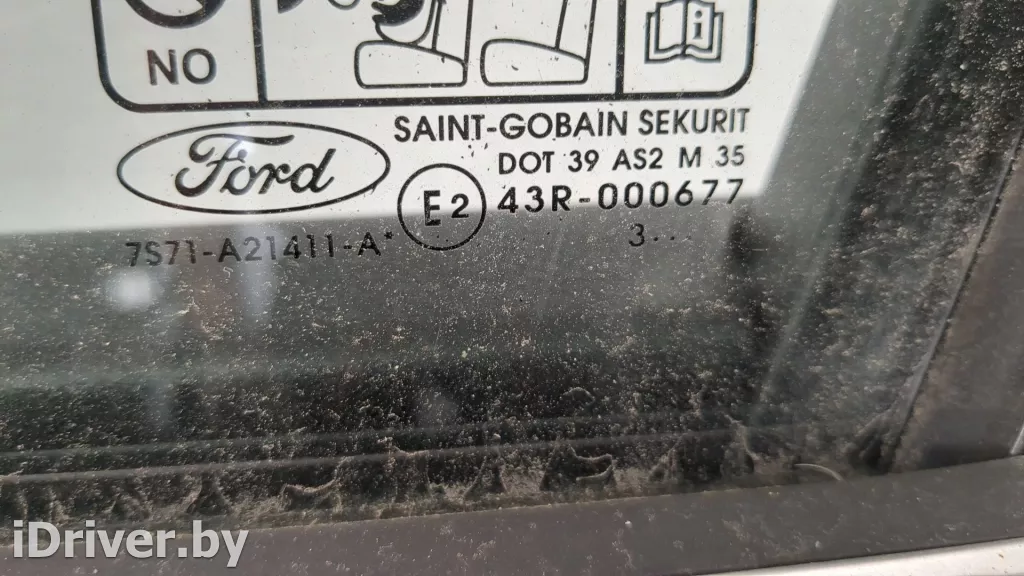 NO
Ford
SAINT-GOBAIN SEKURIT
DOT 39 AS2 M 35
E2
43R-000677
7S71-A21411-A*
3...
iDriver.by